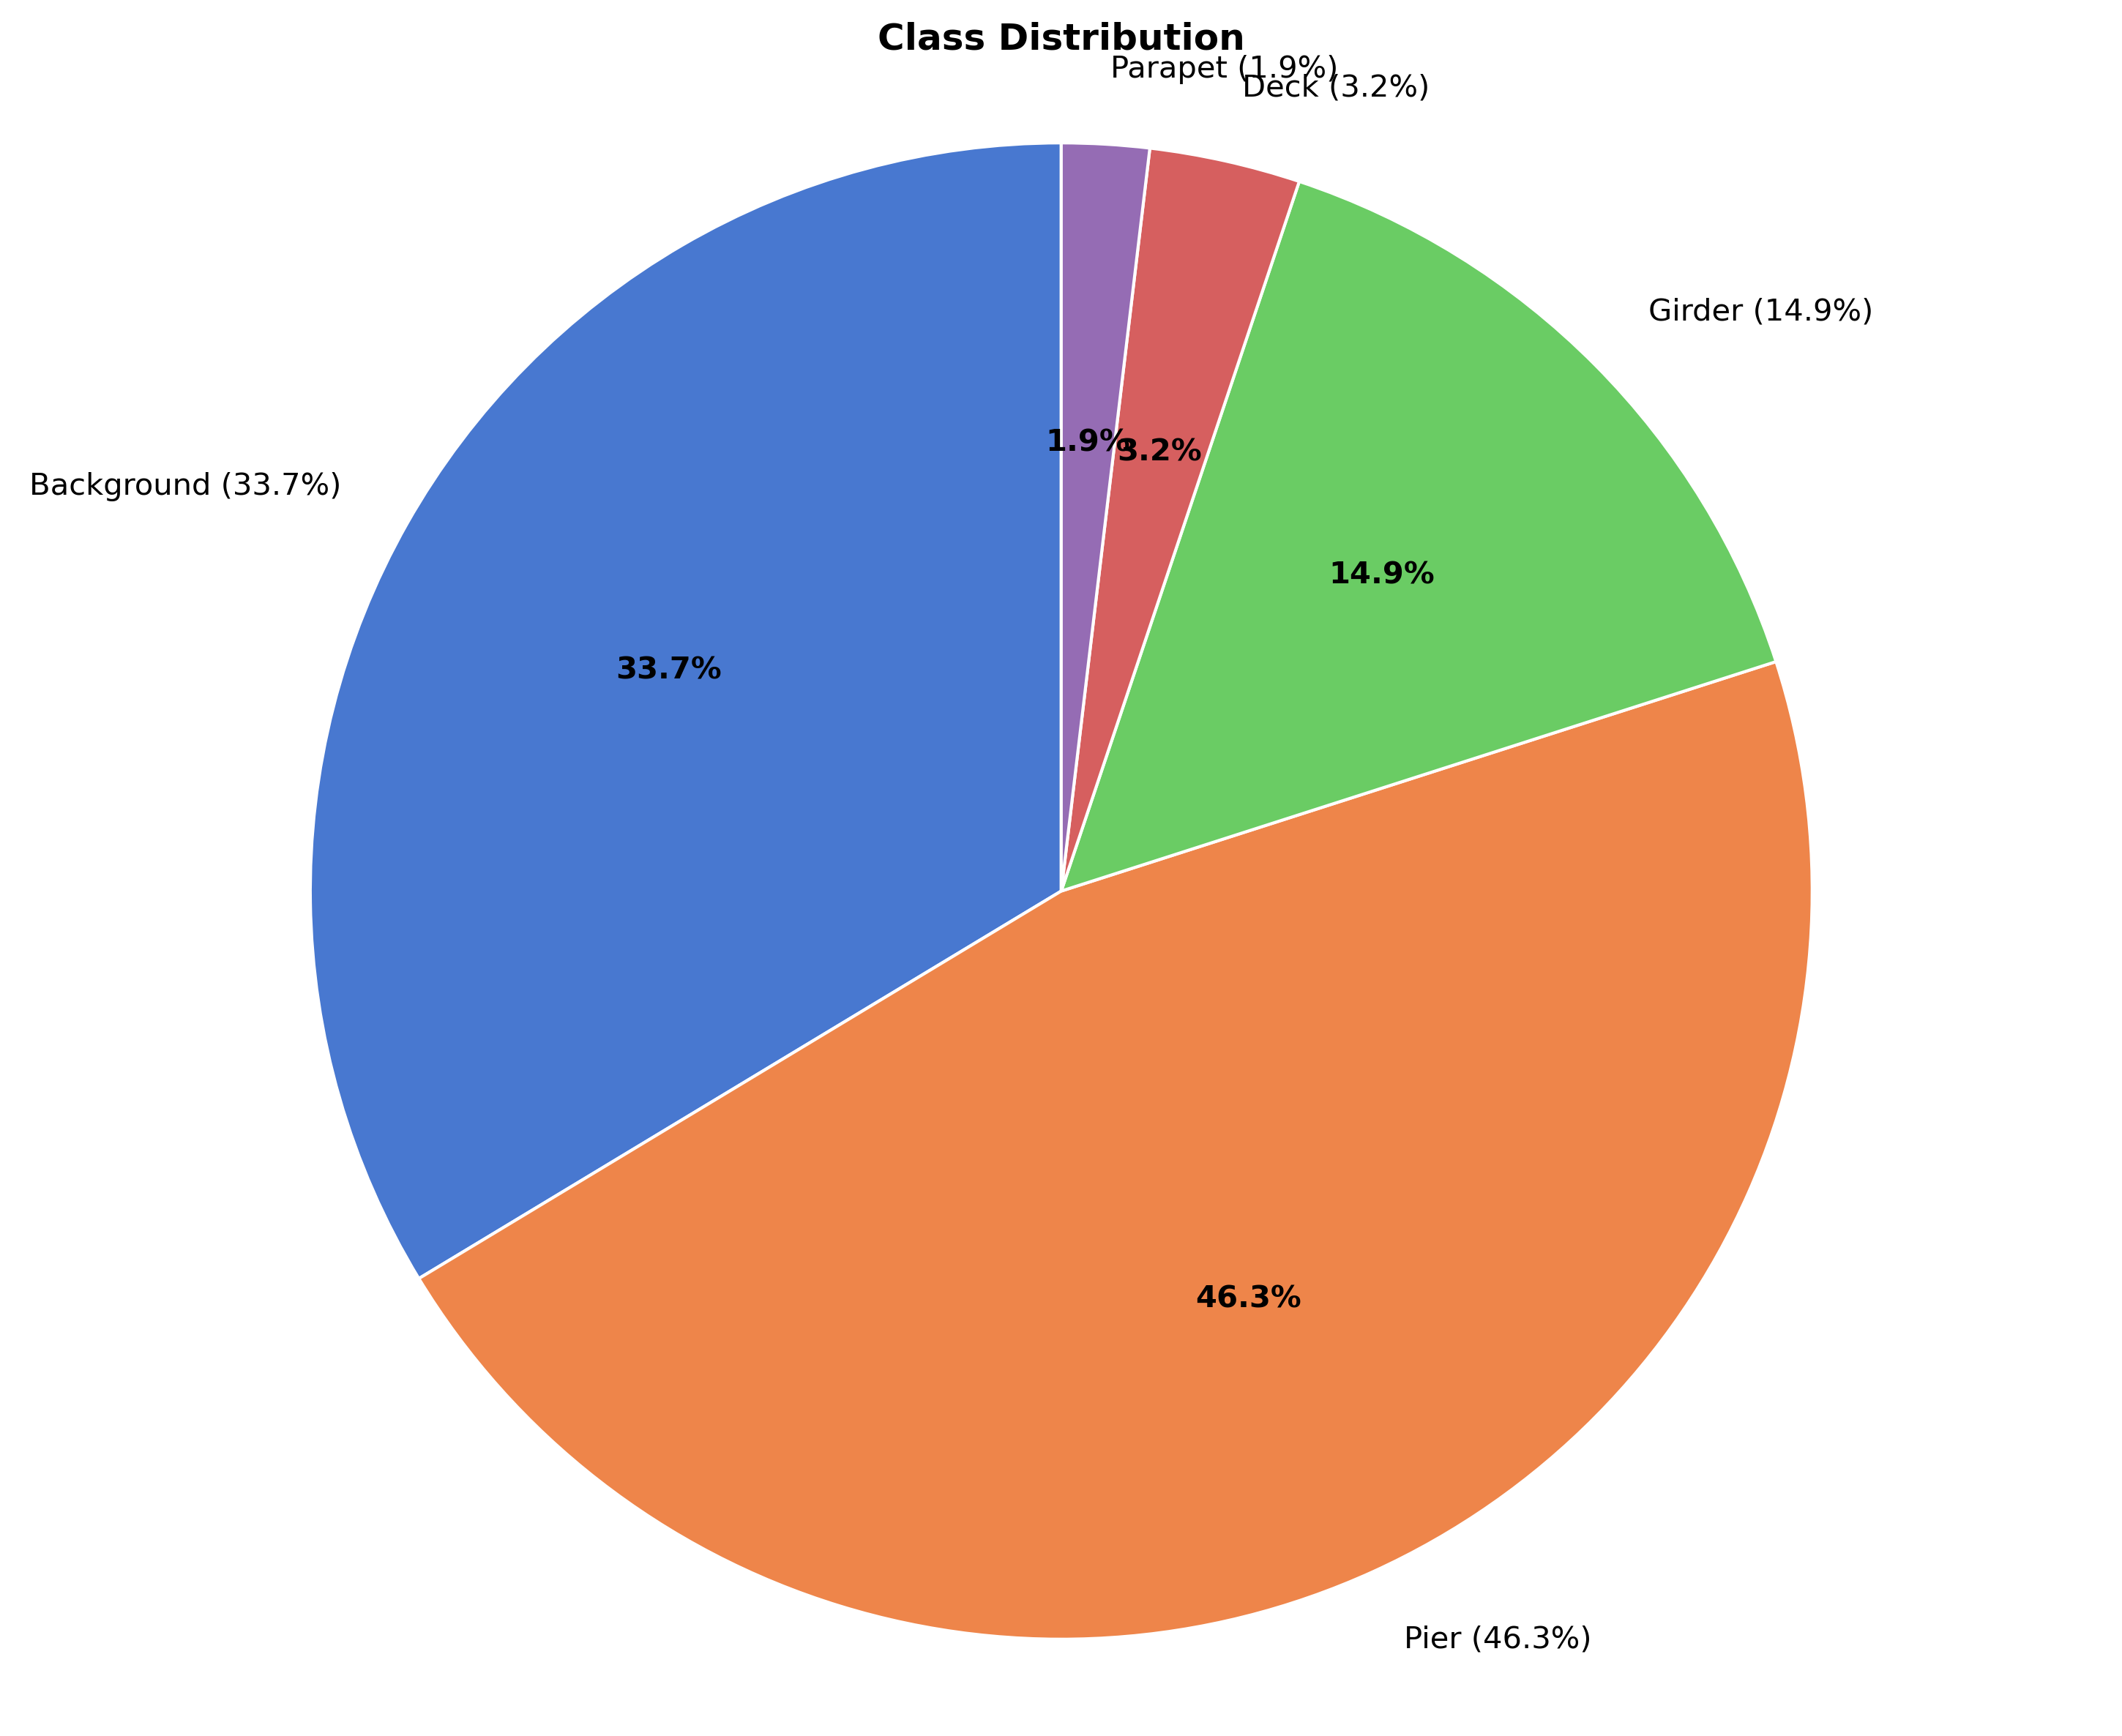 Class Distribution
Parapet (1.9%)
Deck (3.2%)
Girder (14.9%)
1.9%
3.2%
Background (33.7%)
14.9%
33.7%
46.3%
Pier (46.3%)